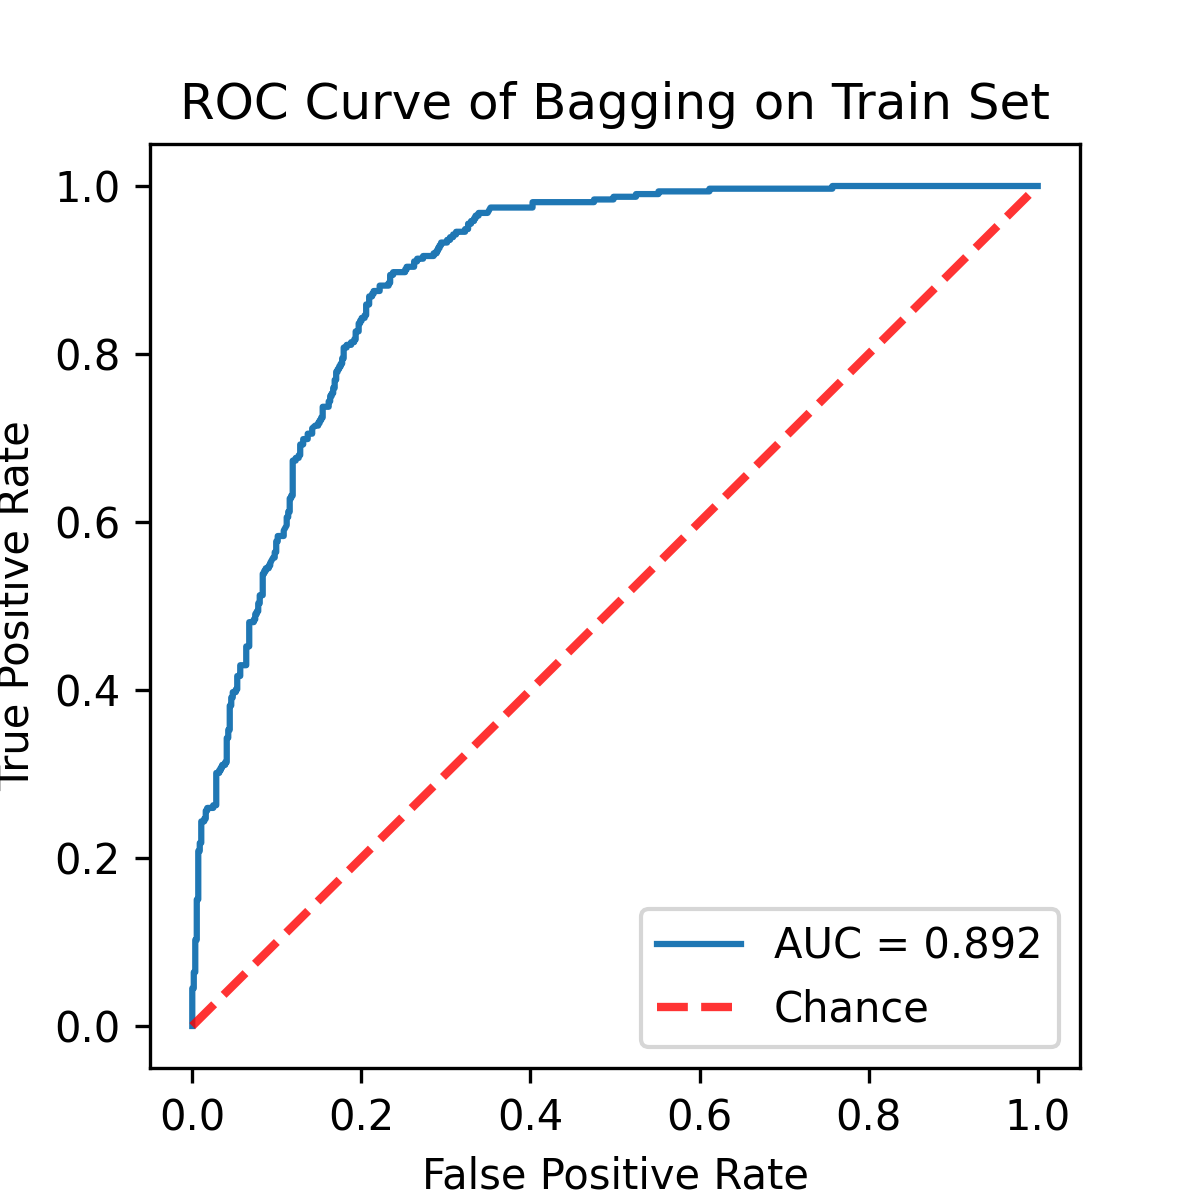 ROC Curve of Bagging on Train Set
1.0
0.8
0.6
0.4
0.2
0.0
True Positive Rate
AUC = 0.892
Chance
0.0 0.2 0.4 0.6 0.8 1.0
False Positive Rate